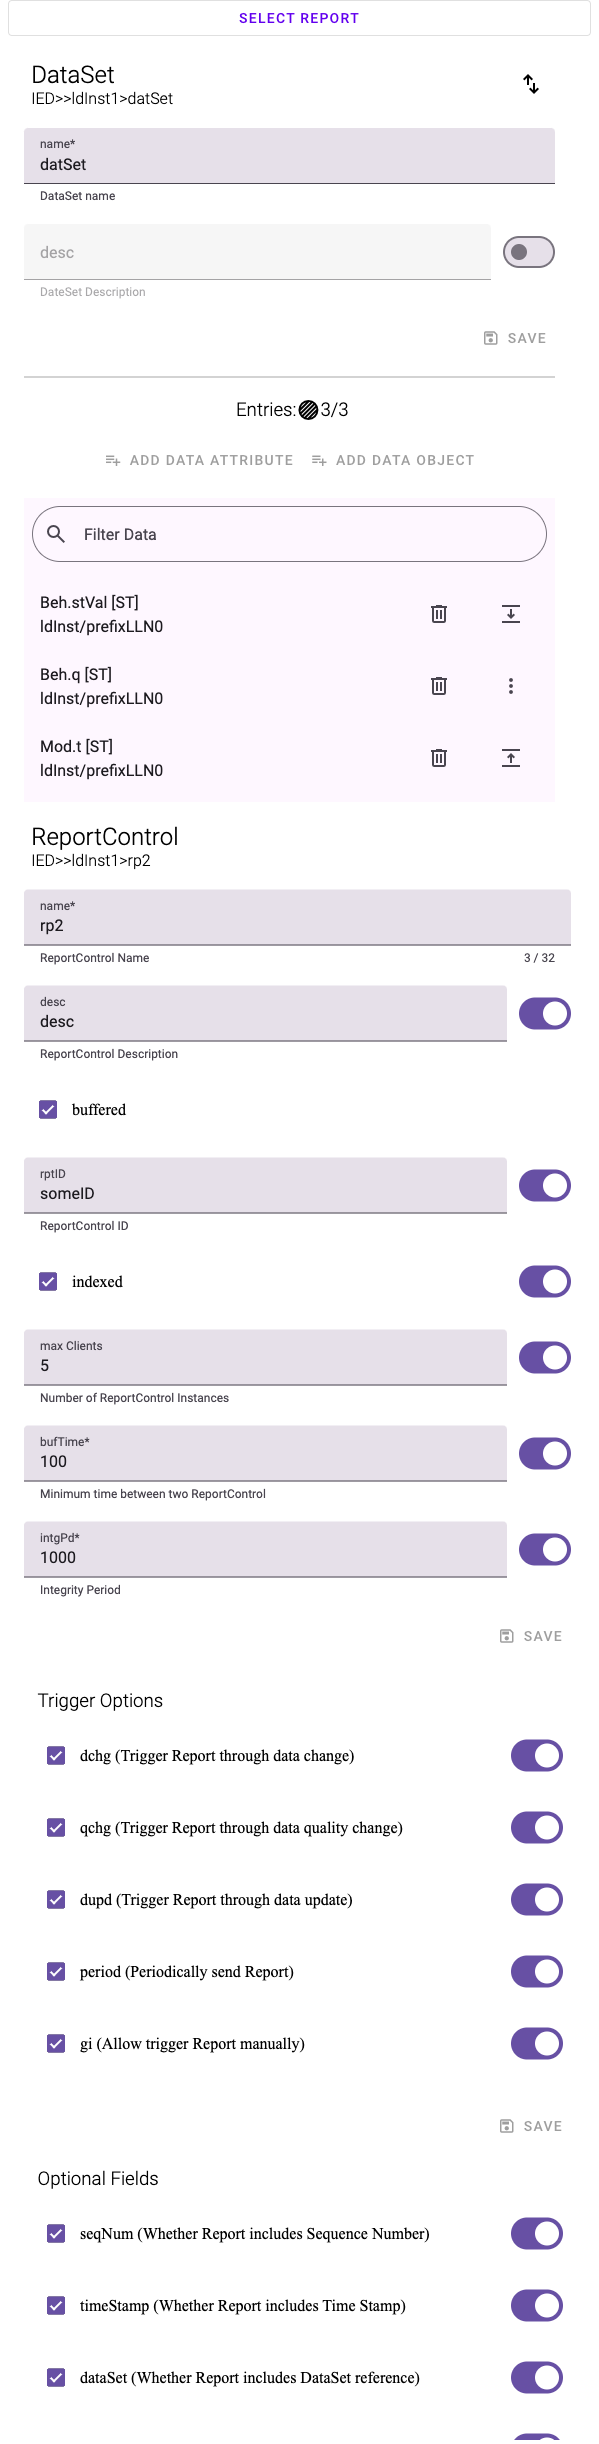 SELECT REPORT
DataSet
IED>>ldInst1>datSet
name*
datSet
DataSet name
desc
DateSet Description
SAVE
Entries: 3/3
ADD DATA ATTRIBUTE ADD DATA OBJECT
Filter Data
Beh.stVal [ST]
ldInst/prefixLLN0
Beh.q [ST]
ldInst/prefixLLN0
Mod.t [ST]
ldInst/prefixLLN0
ReportControl
IED>>ldInst1>rp2
name*
rp2
ReportControl Name 3 / 32
desc
desc
ReportControl Description
buffered
rptID
someID
ReportControl ID
indexed
max Clients
5
Number of ReportControl Instances
bufTime*
100
Minimum time between two ReportControl
intgPd*
1000
Integrity Period
SAVE
Trigger Options
dchg (Trigger Report through data change)
qchg (Trigger Report through data quality change)
dupd (Trigger Report through data update)
period (Periodically send Report)
gi (Allow trigger Report manually)
SAVE
Optional Fields
seqNum (Whether Report includes Sequence Number)
timeStamp (Whether Report includes Time Stamp)
dataSet (Whether Report includes DataSet reference)